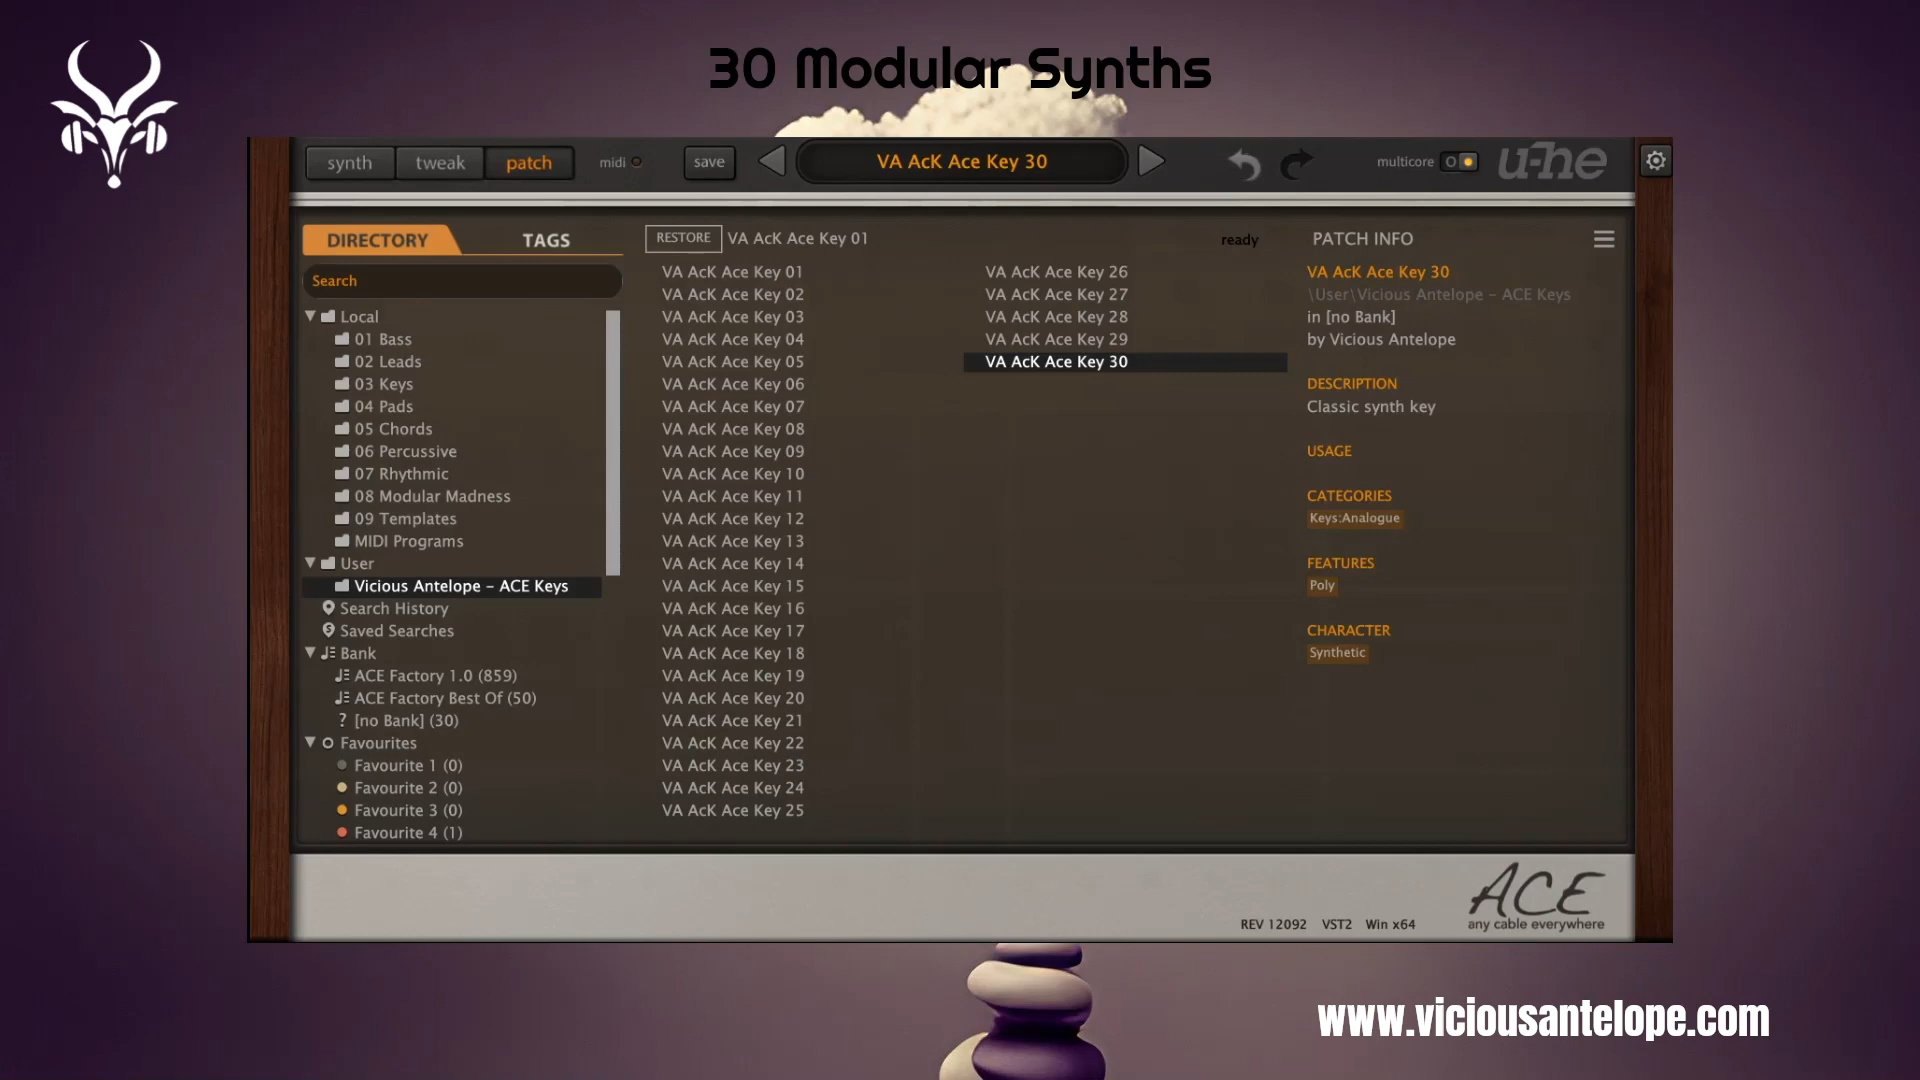 30 Modular Synths
synth tweak patch midi save VA AcK Ace Key 30 multicore u-he
DIRECTORY TAGS
Search
Local
01 Bass
02 Leads
03 Keys
04 Pads
05 Chords
06 Percussive
07 Rhythmic
08 Modular Madness
09 Templates
MIDI Programs
User
Vicious Antelope - ACE Keys
Search History
Saved Searches
Bank
ACE Factory 1.0 (859)
ACE Factory Best Of (50)
? [no Bank] (30)
Favourites
Favourite 1 (0)
Favourite 2 (0)
Favourite 3 (0)
Favourite 4 (1)
RESTORE VA AcK Ace Key 01 ready
VA AcK Ace Key 01
VA AcK Ace Key 02
VA AcK Ace Key 03
VA AcK Ace Key 04
VA AcK Ace Key 05
VA AcK Ace Key 06
VA AcK Ace Key 07
VA AcK Ace Key 08
VA AcK Ace Key 09
VA AcK Ace Key 10
VA AcK Ace Key 11
VA AcK Ace Key 12
VA AcK Ace Key 13
VA AcK Ace Key 14
VA AcK Ace Key 15
VA AcK Ace Key 16
VA AcK Ace Key 17
VA AcK Ace Key 18
VA AcK Ace Key 19
VA AcK Ace Key 20
VA AcK Ace Key 21
VA AcK Ace Key 22
VA AcK Ace Key 23
VA AcK Ace Key 24
VA AcK Ace Key 25
VA AcK Ace Key 26
VA AcK Ace Key 27
VA AcK Ace Key 28
VA AcK Ace Key 29
VA AcK Ace Key 30
PATCH INFO
VA AcK Ace Key 30
\User\Vicious Antelope - ACE Keys
in [no Bank]
by Vicious Antelope
DESCRIPTION
Classic synth key
USAGE
CATEGORIES
Keys:Analogue
FEATURES
Poly
CHARACTER
Synthetic
ACE
any cable everywhere
REV 12092 VST2 Win x64
www.viciousantelope.com